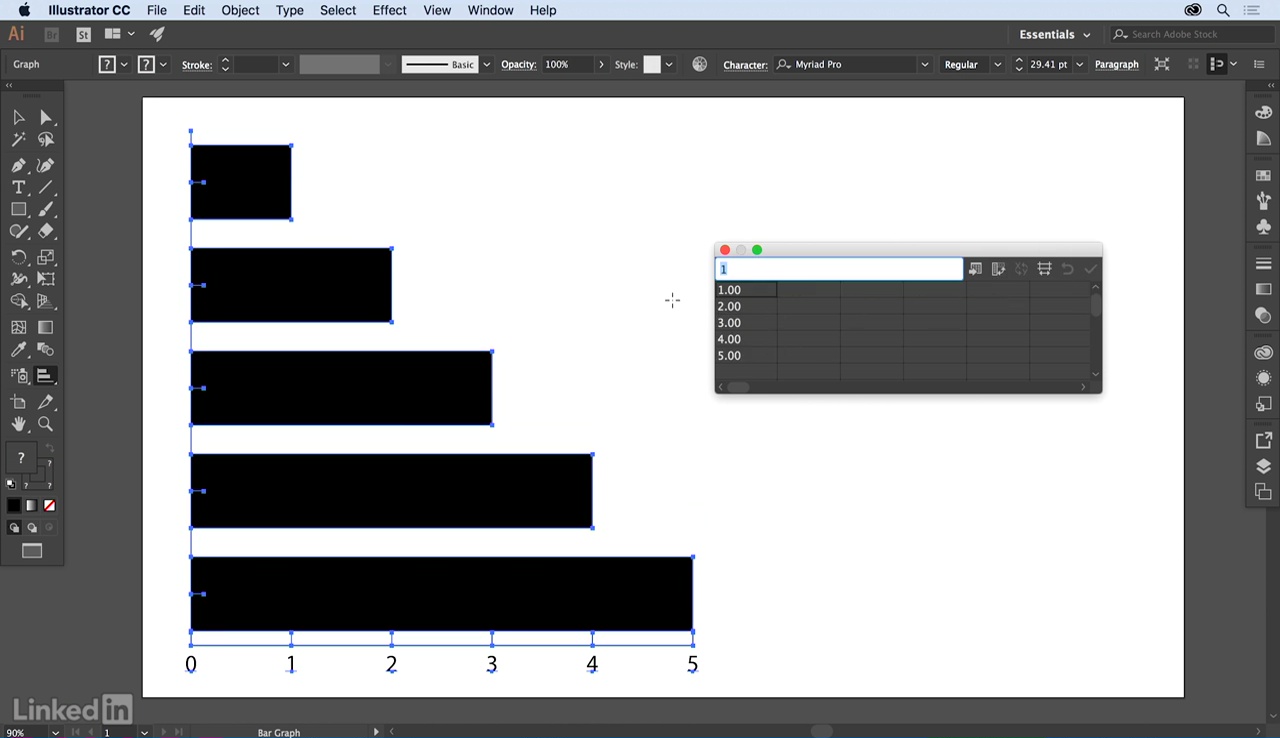 Illustrator CC File Edit Object Type Select Effect View Window Help
Ai Br St Essentials Search Adobe Stock
Graph ? ? Stroke: Basic Opacity: 100% Style: Character: Myriad Pro Regular 29.41 pt Paragraph
1
1.00
2.00
3.00
4.00
5.00
T
?
?
? ?
0 1 2 3 4 5
Linked in
90% 1 Bar Graph